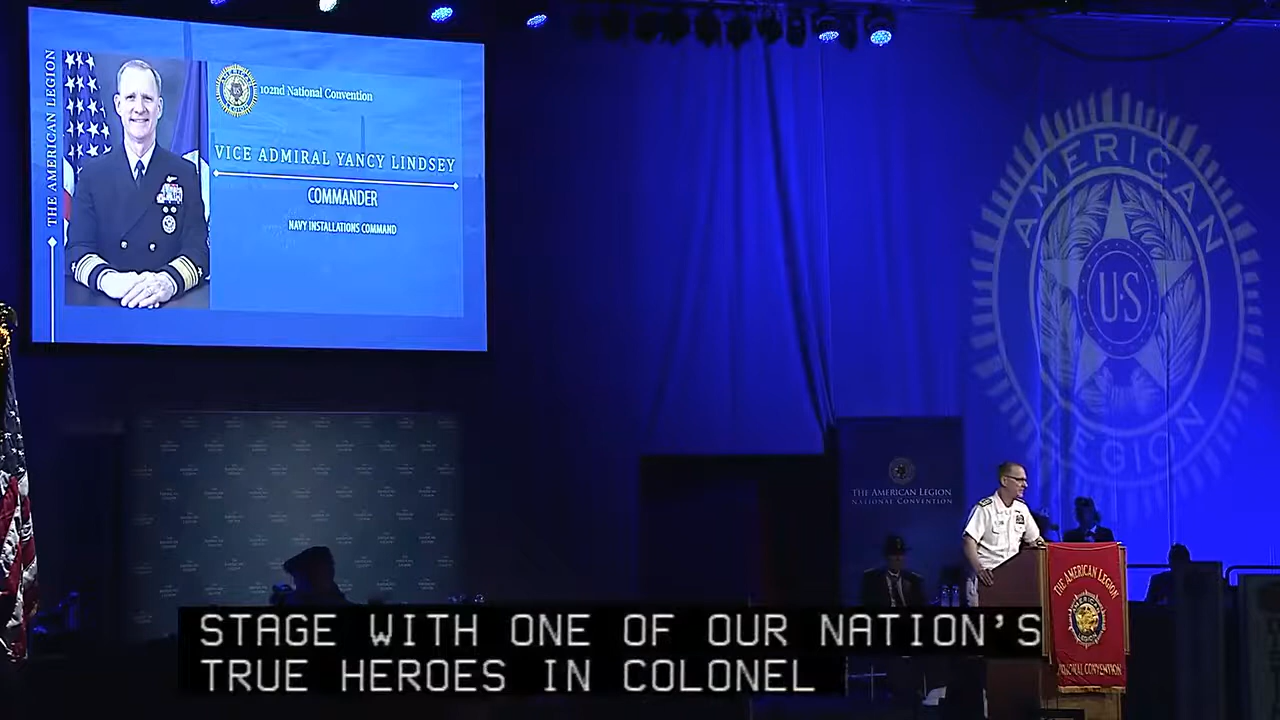 THE AMERICAN LEGION
102nd National Convention
VICE ADMIRAL YANCY LINDSEY
COMMANDER
NAVY INSTALLATIONS COMMAND
AMERICAN
US
LEGION
THE AMERICAN LEGION
NATIONAL CONVENTION
THE AMERICAN LEGION
NATIONAL CONVENTION
STAGE WITH ONE OF OUR NATION'S
TRUE HEROES IN COLONEL